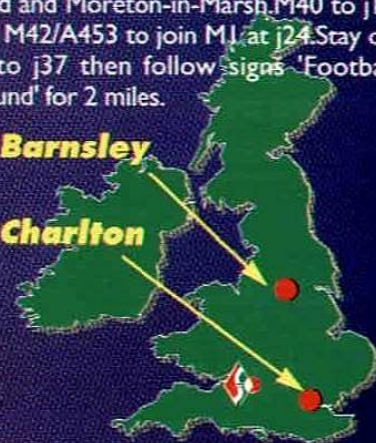 d and Moreton-in-Marsh.M40 to j1
M42/A453 to join M1 at j24.Stay o
to j37 then follow signs 'Footba
und' for 2 miles.
Barnsley
Charlton